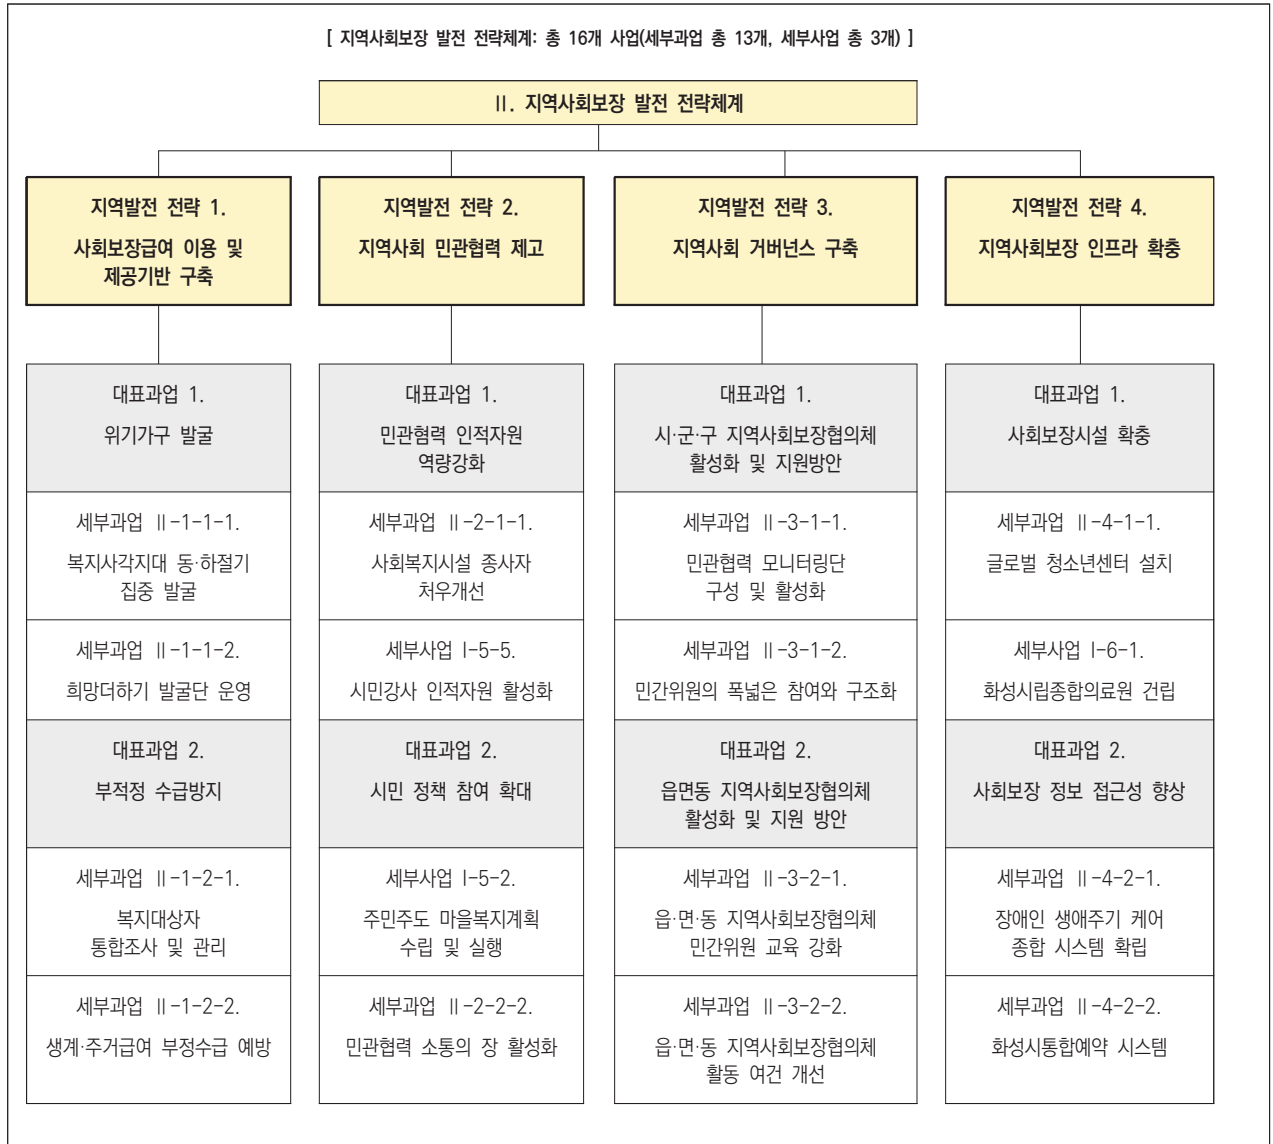 [ 지역사회보장 발전 전략체계: 총 16개 사업(세부과업 총 13개, 세부사업 총 3개) ]
II. 지역사회보장 발전 전략체계
지역발전 전략 1.
사회보장급여 이용 및
제공기반 구축
대표과업 1.
위기가구 발굴
세부과업 II-1-1-1.
복지사각지대 동·하절기
집중 발굴
세부과업 II-1-1-2.
희망더하기 발굴단 운영
대표과업 2.
부적정 수급방지
세부과업 II-1-2-1.
복지대상자
통합조사 및 관리
세부과업 II-1-2-2.
생계·주거급여 부정수급 예방
지역발전 전략 2.
지역사회 민관협력 제고
대표과업 1.
민관혐력 인적자원
역량강화
세부과업 II-2-1-1.
사회복지시설 종사자
처우개선
세부사업 I-5-5.
시민강사 인적자원 활성화
대표과업 2.
시민 정책 참여 확대
세부사업 I-5-2.
주민주도 마을복지계획
수립 및 실행
세부과업 II-2-2-2.
민관협력 소통의 장 활성화
지역발전 전략 3.
지역사회 거버넌스 구축
대표과업 1.
시·군·구 지역사회보장협의체
활성화 및 지원방안
세부과업 II-3-1-1.
민관협력 모니터링단
구성 및 활성화
세부과업 II-3-1-2.
민간위원의 폭넓은 참여와 구조화
대표과업 2.
읍면동 지역사회보장협의체
활성화 및 지원 방안
세부과업 II-3-2-1.
읍·면·동 지역사회보장협의체
민간위원 교육 강화
세부과업 II-3-2-2.
읍·면·동 지역사회보장협의체
활동 여건 개선
지역발전 전략 4.
지역사회보장 인프라 확충
대표과업 1.
사회보장시설 확충
세부과업 II-4-1-1.
글로벌 청소년센터 설치
세부사업 I-6-1.
화성시립종합의료원 건립
대표과업 2.
사회보장 정보 접근성 향상
세부과업 II-4-2-1.
장애인 생애주기 케어
종합 시스템 확립
세부과업 II-4-2-2.
화성시통합예약 시스템